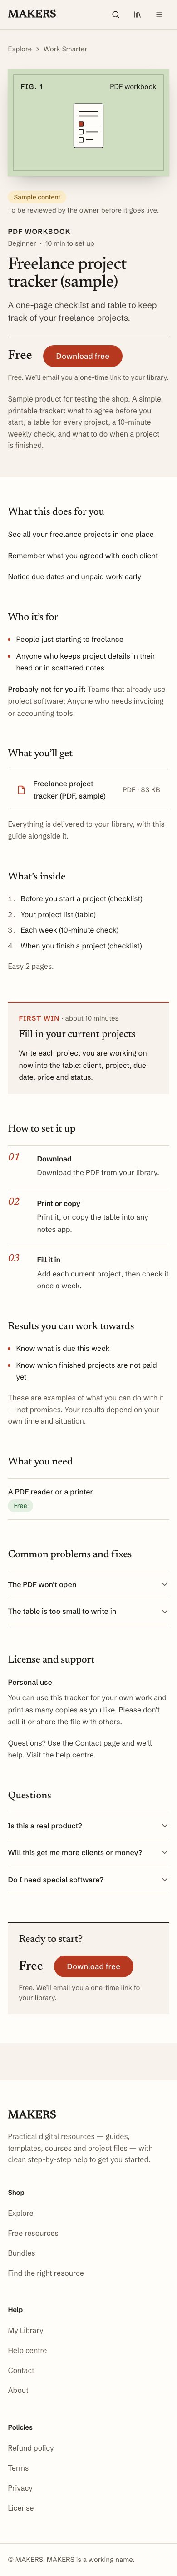 MAKERS
Explore > Work Smarter
FIG. 1
PDF workbook
Sample content
To be reviewed by the owner before it goes live.
PDF WORKBOOK
Beginner · 10 min to set up
Freelance project
tracker (sample)
A one-page checklist and table to keep
track of your freelance projects.
Free
Download free
Free. We'll email you a one-time link to your library.
Sample product for testing the shop. A simple,
printable tracker: what to agree before you
start, a table for every project, a 10-minute
weekly check, and what to do when a project
is finished.
What this does for you
See all your freelance projects in one place
Remember what you agreed with each client
Notice due dates and unpaid work early
Who it's for
People just starting to freelance
Anyone who keeps project details in their
head or in scattered notes
Probably not for you if: Teams that already use
project software; Anyone who needs invoicing
or accounting tools.
What you'll get
Freelance project
tracker (PDF, sample)
PDF · 83 KB
Everything is delivered to your library, with this
guide alongside it.
What's inside
1. Before you start a project (checklist)
2. Your project list (table)
3. Each week (10-minute check)
4. When you finish a project (checklist)
Easy 2 pages.
FIRST WIN · about 10 minutes
Fill in your current projects
Write each project you are working on
now into the table: client, project, due
date, price and status.
How to set it up
01 Download
Download the PDF from your library.
02 Print or copy
Print it, or copy the table into any
notes app.
03 Fill it in
Add each current project, then check it
once a week.
Results you can work towards
Know what is due this week
Know which finished projects are not paid
yet
These are examples of what you can do with it
— not promises. Your results depend on your
own time and situation.
What you need
A PDF reader or a printer
Free
Common problems and fixes
The PDF won't open
The table is too small to write in
License and support
Personal use
You can use this tracker for your own work and
print as many copies as you like. Please don't
sell it or share the file with others.
Questions? Use the Contact page and we'll
help. Visit the help centre.
Questions
Is this a real product?
Will this get me more clients or money?
Do I need special software?
Ready to start?
Free
Download free
Free. We'll email you a one-time link to
your library.
MAKERS
Practical digital resources — guides,
templates, courses and project files — with
clear, step-by-step help to get you started.
Shop
Explore
Free resources
Bundles
Find the right resource
Help
My Library
Help centre
Contact
About
Policies
Refund policy
Terms
Privacy
License
© MAKERS. MAKERS is a working name.